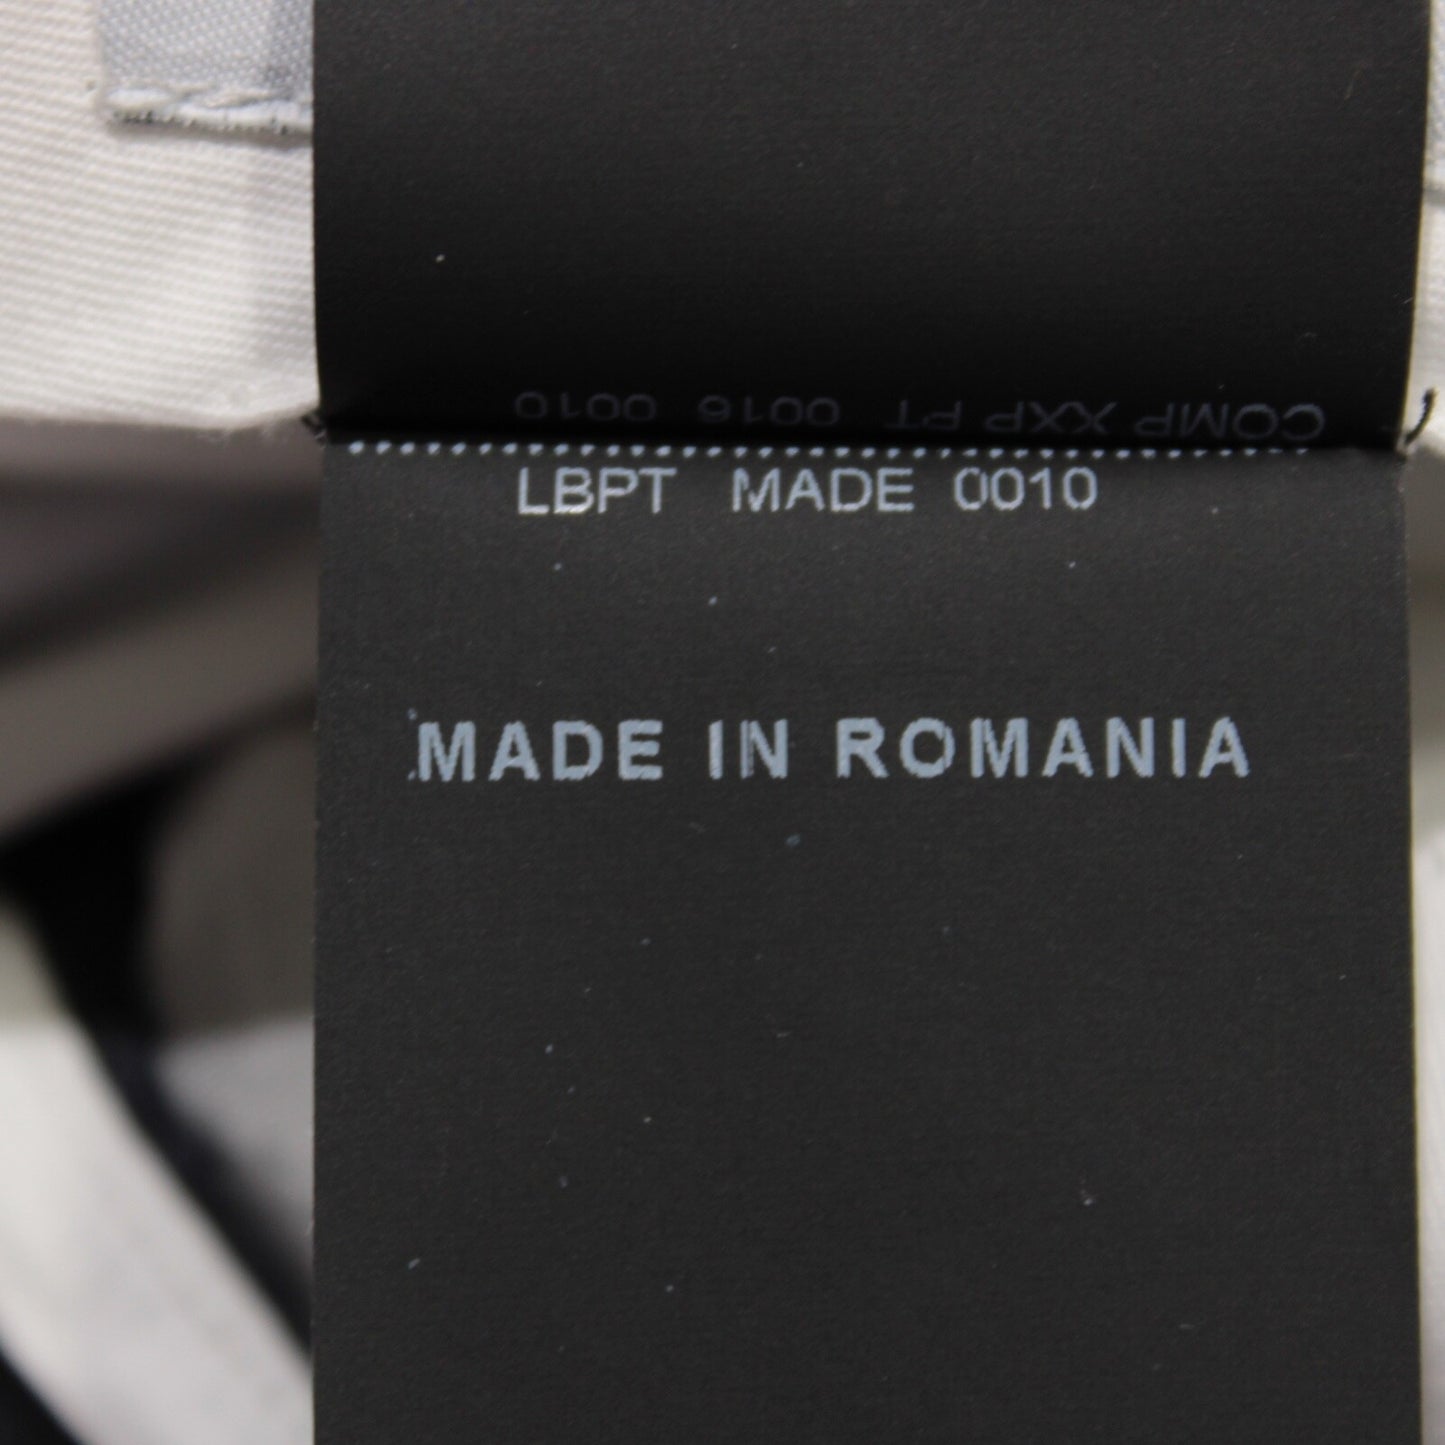 COMP XXP PT 0016 0010
LBPT MADE 0010
MADE IN ROMANIA